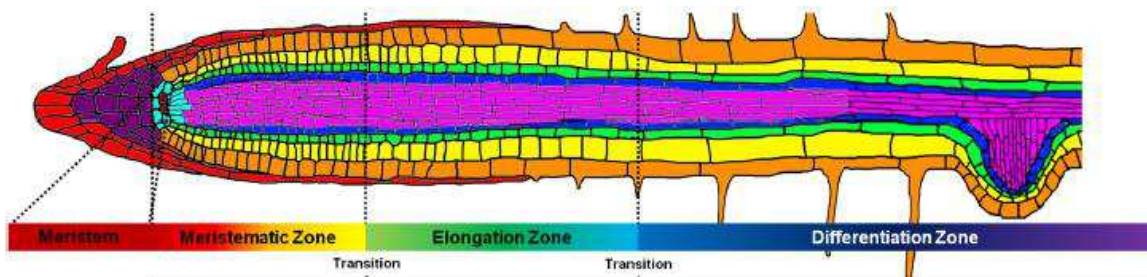 Meristem Meristematic Zone Elongation Zone Differentiation Zone
Transition Transition